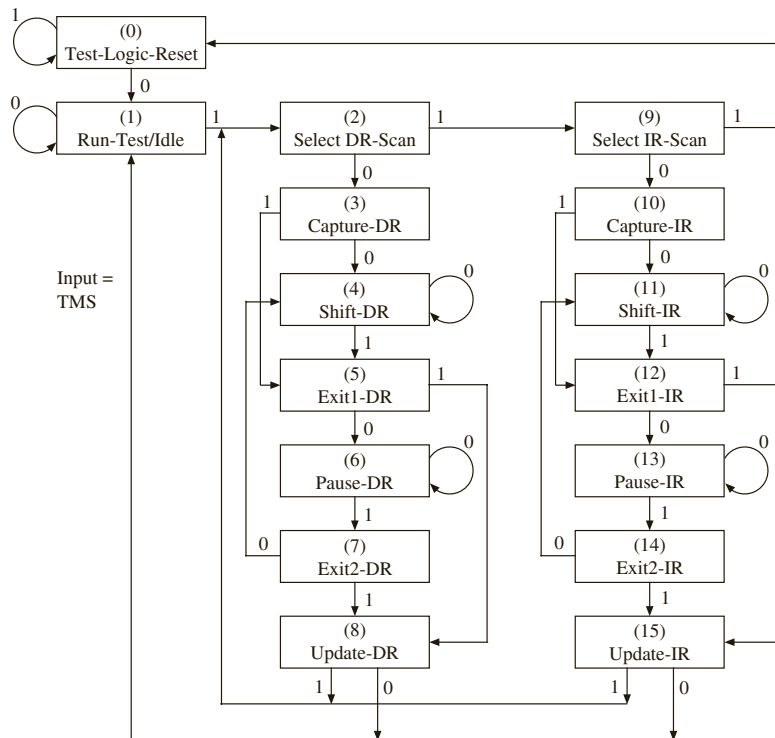 1
(0)
Test-Logic-Reset
0
0
(1)
Run-Test/Idle
1
(2)
Select DR-Scan
1
(9)
Select IR-Scan
1
0
0
1
(3)
Capture-DR
1
(10)
Capture-IR
0
0
Input =
TMS
(4)
Shift-DR
0
(11)
Shift-IR
0
1
1
(5)
Exit1-DR
1
(12)
Exit1-IR
1
0
0
(6)
Pause-DR
0
(13)
Pause-IR
0
1
1
0
(7)
Exit2-DR
0
(14)
Exit2-IR
1
1
(8)
Update-DR
(15)
Update-IR
1
0
1
0